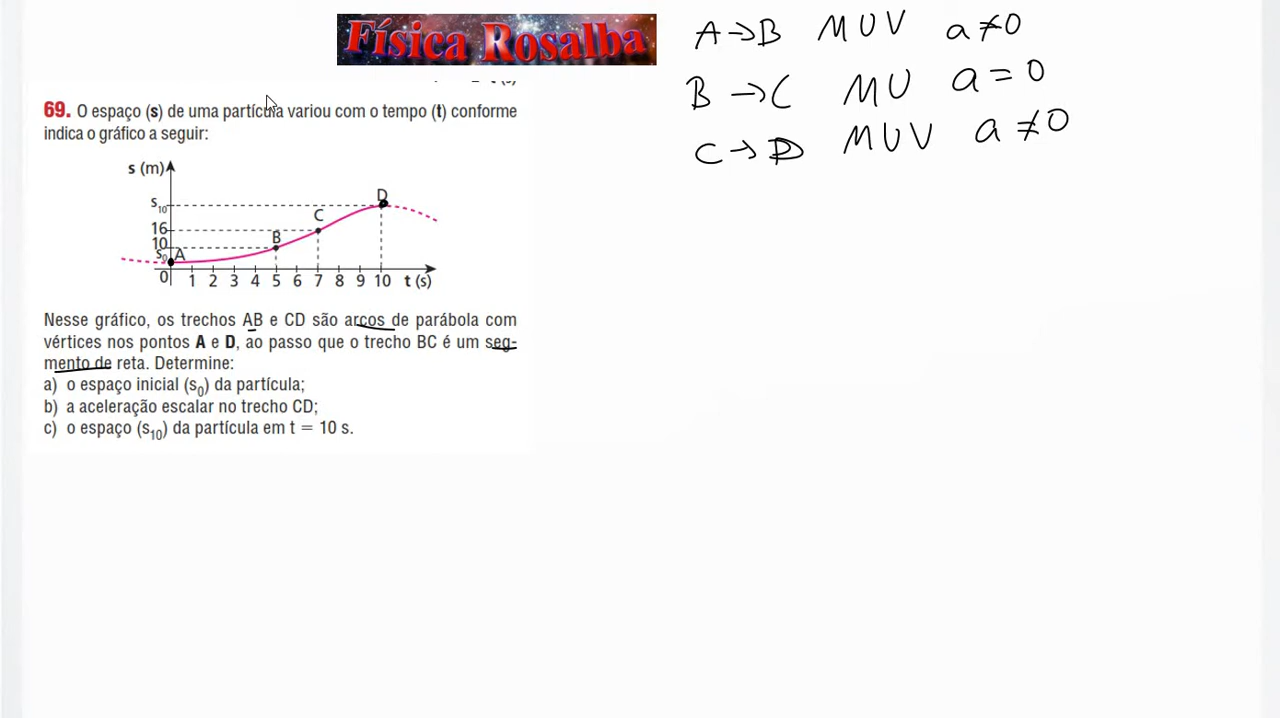 Física Rosalba
69. O espaço (s) de uma partícula variou com o tempo (t) conforme
indica o gráfico a seguir:
s (m)
s10
16
10
s0
A
B
C
D
0 1 2 3 4 5 6 7 8 9 10 t (s)
Nesse gráfico, os trechos AB e CD são arcos de parábola com
vértices nos pontos A e D, ao passo que o trecho BC é um seg-
mento de reta. Determine:
a) o espaço inicial (s0) da partícula;
b) a aceleração escalar no trecho CD;
c) o espaço (s10) da partícula em t = 10 s.
A→B MUV a≠0
B→C MU a=0
C→D MUV a≠0